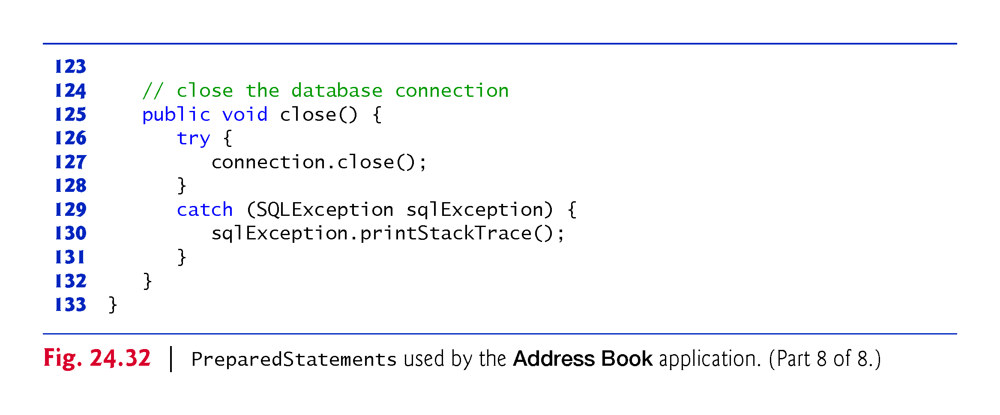 123
124     // close the database connection
125     public void close() {
126        try {
127           connection.close();
128        }
129        catch (SQLException sqlException) {
130           sqlException.printStackTrace();
131        }
132     }
133  }
Fig. 24.32 | PreparedStatements used by the Address Book application. (Part 8 of 8.)